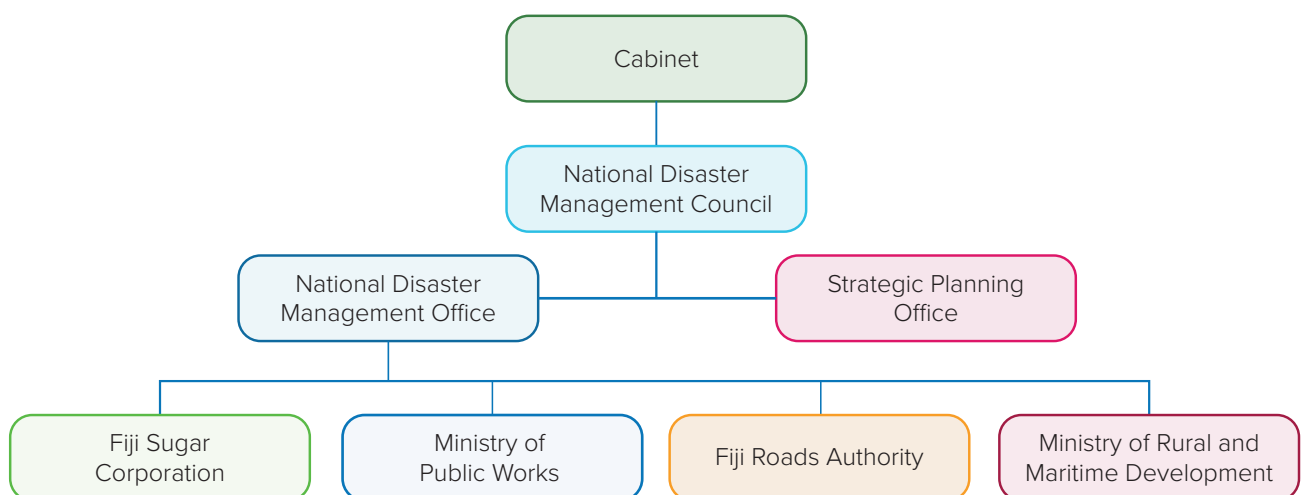 Cabinet
National Disaster
Management Council
National Disaster
Management Office
Strategic Planning
Office
Fiji Sugar
Corporation
Ministry of
Public Works
Fiji Roads Authority
Ministry of Rural and
Maritime Development